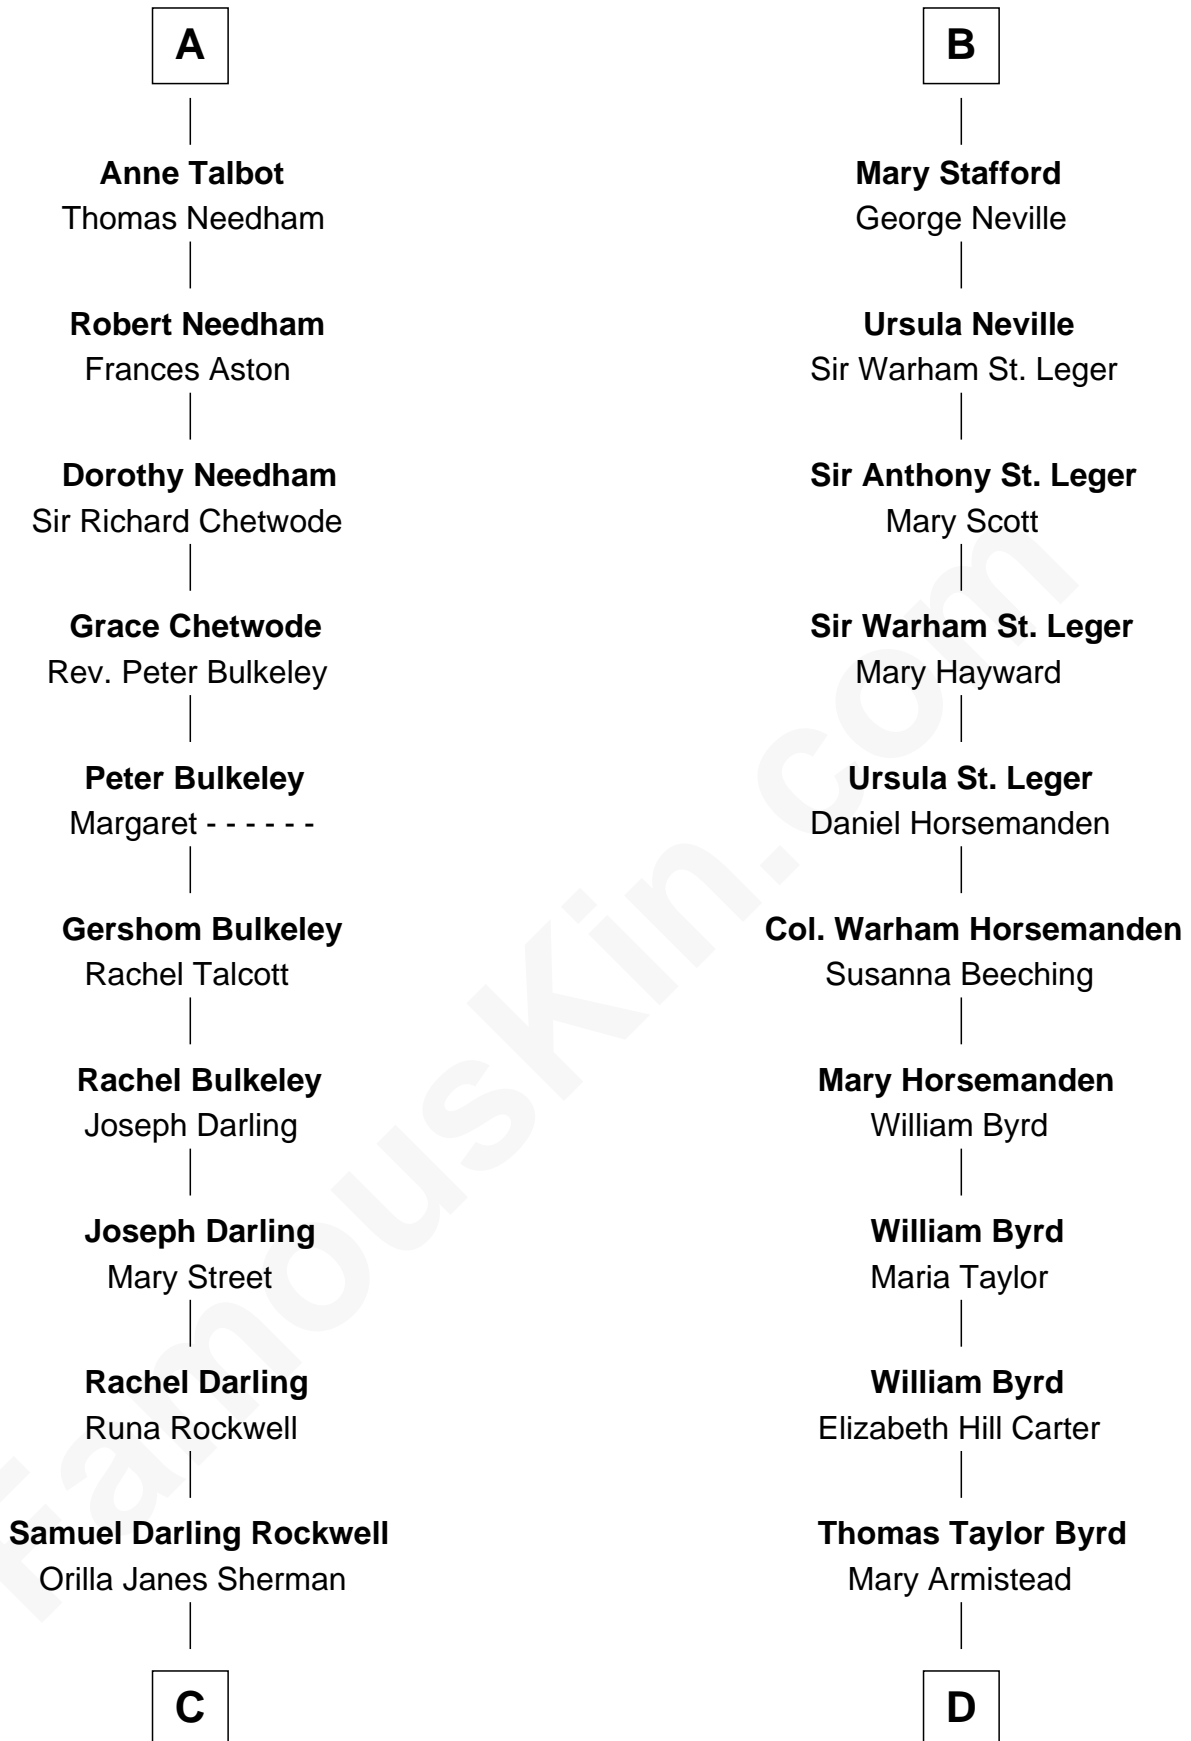 A
Anne Talbot
Thomas Needham
Robert Needham
Frances Aston
Dorothy Needham
Sir Richard Chetwode
Grace Chetwode
Rev. Peter Bulkeley
Peter Bulkeley
Margaret - - - - - -
Gershom Bulkeley
Rachel Talcott
Rachel Bulkeley
Joseph Darling
Joseph Darling
Mary Street
Rachel Darling
Runa Rockwell
Samuel Darling Rockwell
Orilla Janes Sherman
C
B
Mary Stafford
George Neville
Ursula Neville
Sir Warham St. Leger
Sir Anthony St. Leger
Mary Scott
Sir Warham St. Leger
Mary Hayward
Ursula St. Leger
Daniel Horsemanden
Col. Warham Horsemanden
Susanna Beeching
Mary Horsemanden
William Byrd
William Byrd
Maria Taylor
William Byrd
Elizabeth Hill Carter
Thomas Taylor Byrd
Mary Armistead
D
FamousKin.com